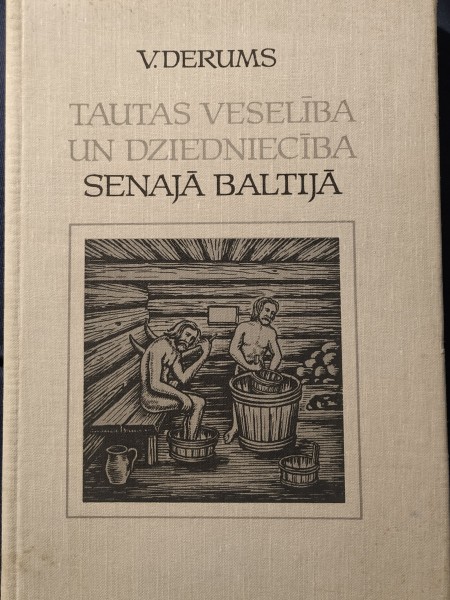 V. DERUMS
TAUTAS VESELĪBA
UN DZIEDNIECĪBA
SENAJĀ BALTIJĀ